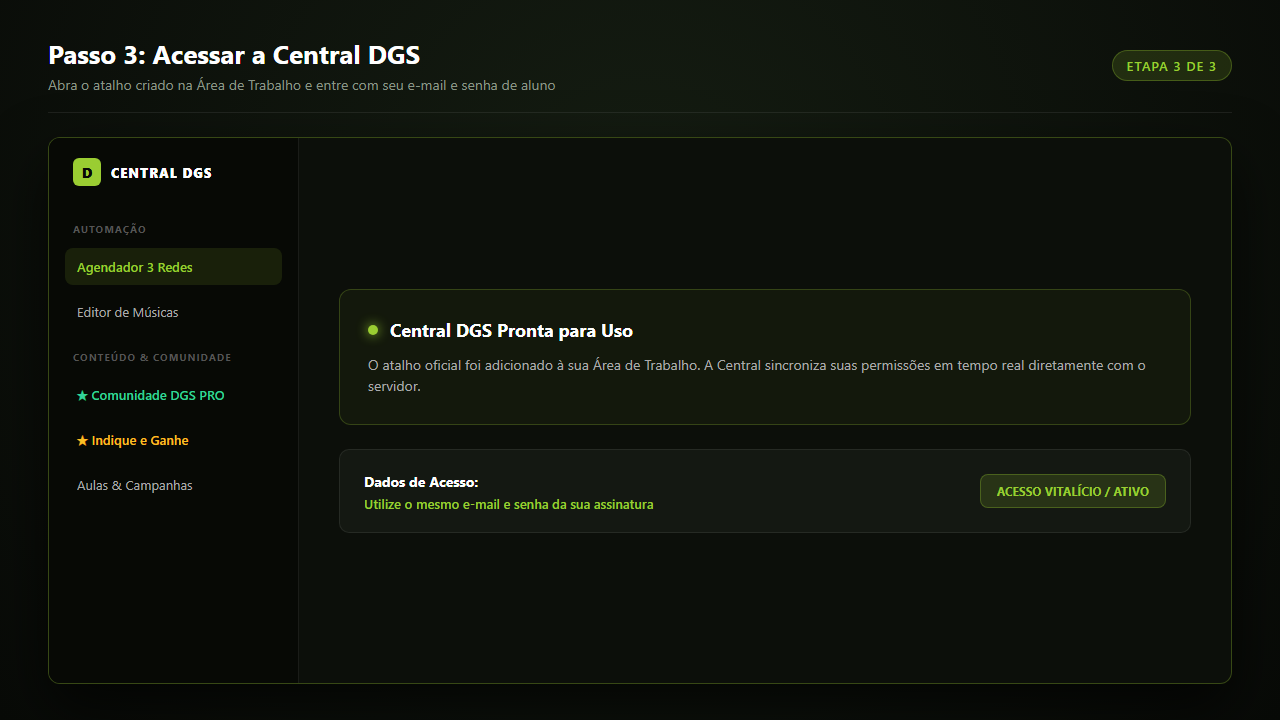 Passo 3: Acessar a Central DGS
Abra o atalho criado na Área de Trabalho e entre com seu e-mail e senha de aluno
ETAPA 3 DE 3
D
CENTRAL DGS
AUTOMAÇÃO
Agendador 3 Redes
Editor de Músicas
CONTEÚDO & COMUNIDADE
★ Comunidade DGS PRO
★ Indique e Ganhe
Aulas & Campanhas
Central DGS Pronta para Uso
O atalho oficial foi adicionado à sua Área de Trabalho. A Central sincroniza suas permissões em tempo real diretamente com o
servidor.
Dados de Acesso:
Utilize o mesmo e-mail e senha da sua assinatura
ACESSO VITALÍCIO / ATIVO